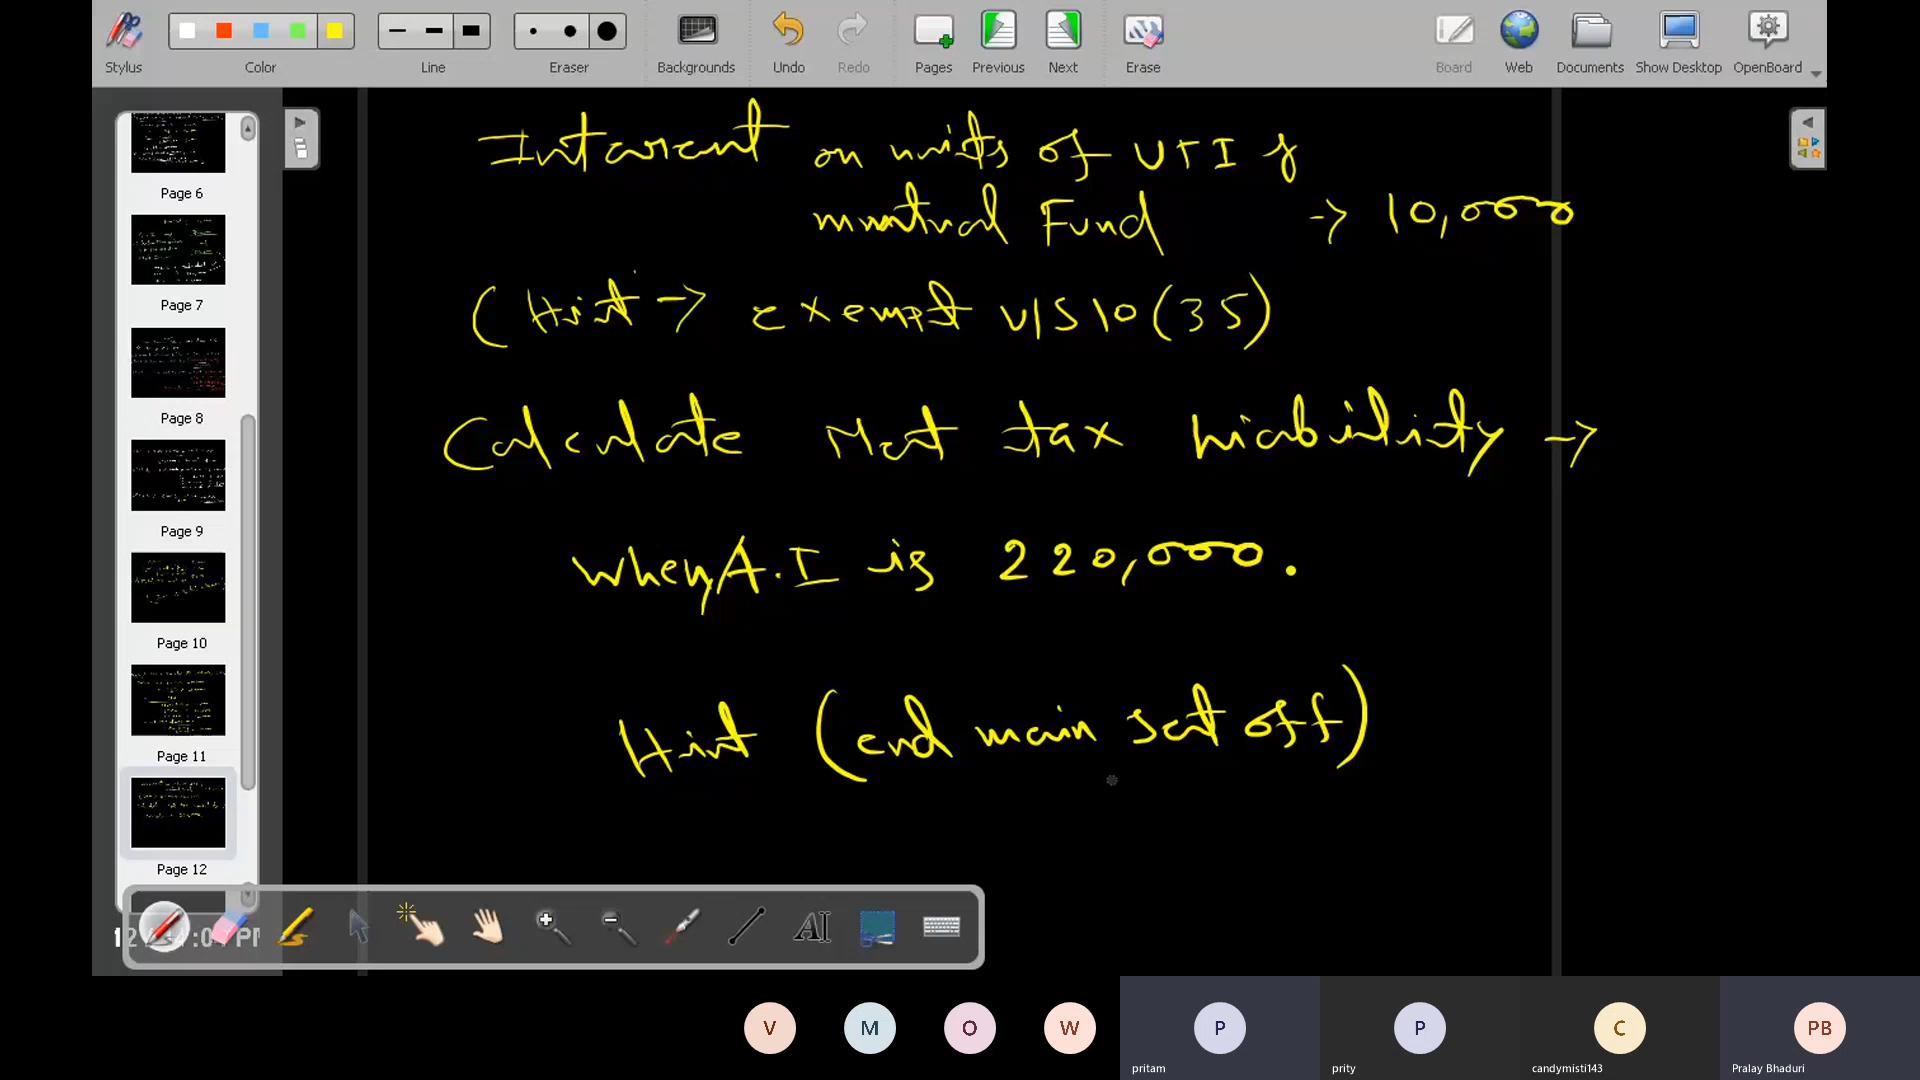 Stylus
Color
Line
Eraser
Backgrounds
Undo
Redo
Pages
Previous
Next
Erase
Board
Web
Documents
Show Desktop
OpenBoard
Interest on units of UTI &
mutual Fund -> 10,000
(Hint -> exempt u/s 10(35)
Calculate Net tax liability ->
when A.I is 220,000.
Hint (end main set off)
Page 6
Page 7
Page 8
Page 9
Page 10
Page 11
Page 12
V
M
O
W
P
pritam
P
prity
C
candymisti143
PB
Pralay Bhaduri